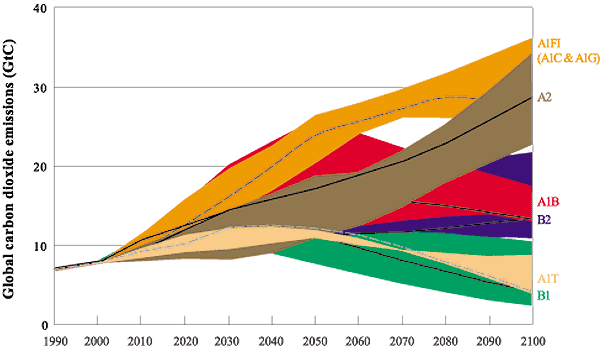 Global carbon dioxide emissions (GtC)
40
30
20
10
0
1990 2000 2010 2020 2030 2040 2050 2060 2070 2080 2090 2100
A1FI
(A1C & A1G)
A2
A1B
B2
A1T
B1